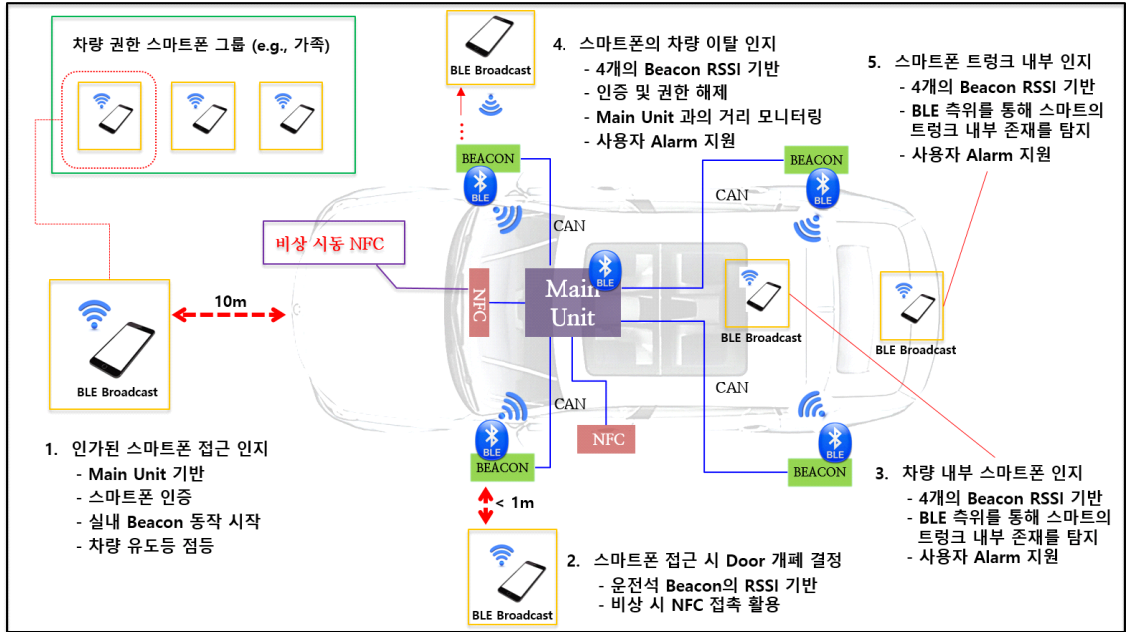 차량 권한 스마트폰 그룹 (e.g., 가족)
BLE Broadcast
4. 스마트폰의 차량 이탈 인지
- 4개의 Beacon RSSI 기반
- 인증 및 권한 해제
- Main Unit 과의 거리 모니터링
- 사용자 Alarm 지원
5. 스마트폰 트렁크 내부 인지
- 4개의 Beacon RSSI 기반
- BLE 측위를 통해 스마트의
트렁크 내부 존재를 탐지
- 사용자 Alarm 지원
BEACON
BLE
CAN
BEACON
BLE
CAN
비상 시동 NFC
NFC
Main
Unit
BLE
10m
BLE Broadcast
BLE Broadcast
BLE Broadcast
CAN
CAN
NFC
BLE
BEACON
BLE
BEACON
< 1m
BLE Broadcast
1. 인가된 스마트폰 접근 인지
- Main Unit 기반
- 스마트폰 인증
- 실내 Beacon 동작 시작
- 차량 유도등 점등
2. 스마트폰 접근 시 Door 개폐 결정
- 운전석 Beacon의 RSSI 기반
- 비상 시 NFC 접촉 활용
3. 차량 내부 스마트폰 인지
- 4개의 Beacon RSSI 기반
- BLE 측위를 통해 스마트의
트렁크 내부 존재를 탐지
- 사용자 Alarm 지원